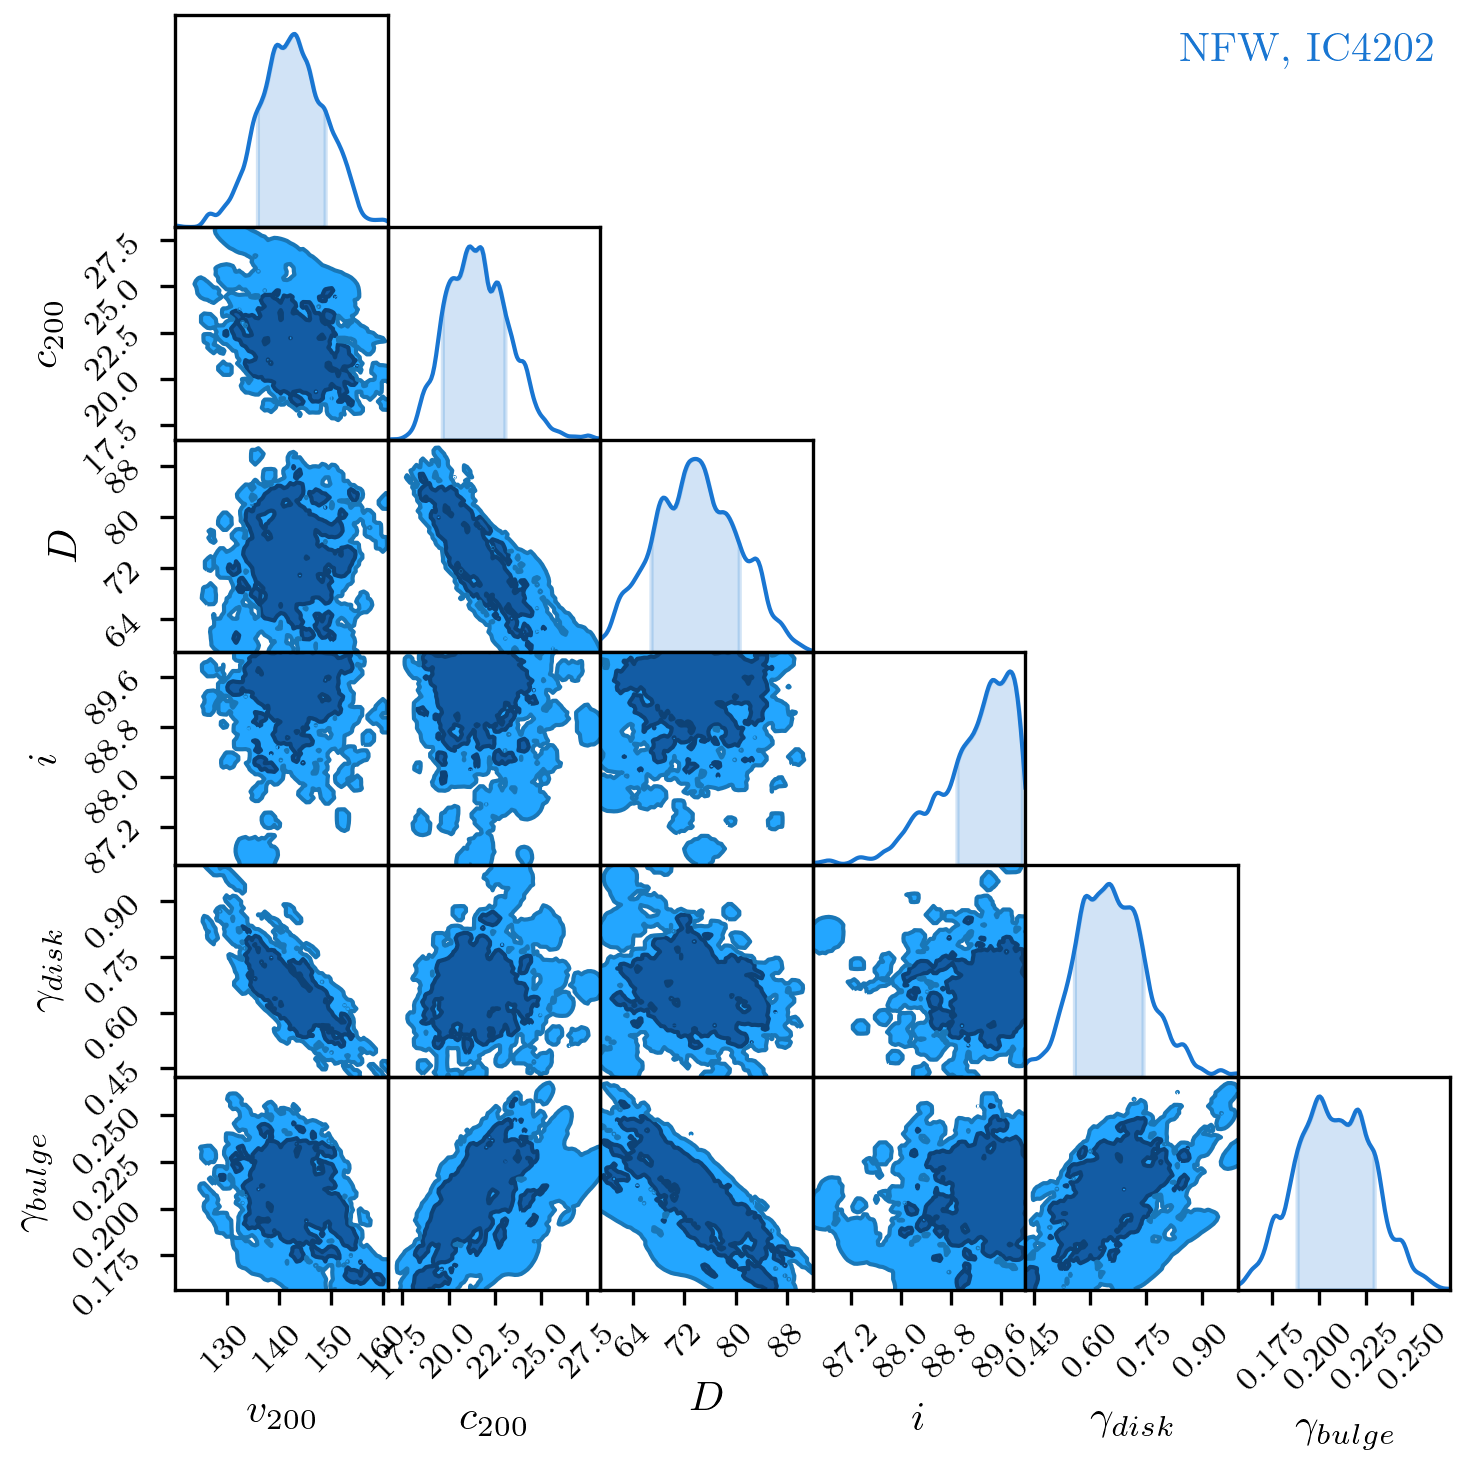 NFW, IC4202
27.5
25.0
22.5
20.0
17.5
c200
88
80
72
64
D
89.6
88.8
88.0
87.2
i
0.90
0.75
0.60
0.45
γdisk
0.250
0.225
0.200
0.175
γbulge
130 140 150 160
17.5 20.0 22.5 25.0 27.5
64 72 80 88
87.2 88.0 88.8 89.6
0.45 0.60 0.75 0.90
0.175 0.200 0.225 0.250
v200 c200 D i γdisk γbulge